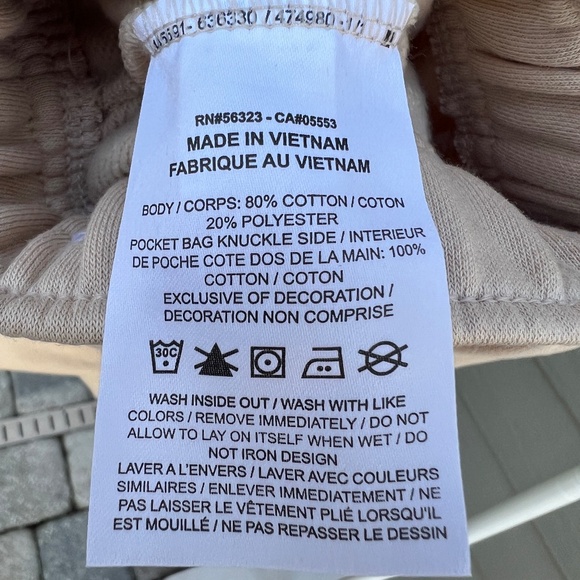 636330 / 474980-1/1
RN#56323 - CA#05553
MADE IN VIETNAM
FABRIQUE AU VIETNAM
BODY / CORPS: 80% COTTON / COTON
20% POLYESTER
POCKET BAG KNUCKLE SIDE / INTERIEUR
DE POCHE COTE DOS DE LA MAIN: 100%
COTTON / COTON
EXCLUSIVE OF DECORATION /
DECORATION NON COMPRISE
30C
WASH INSIDE OUT / WASH WITH LIKE
COLORS / REMOVE IMMEDIATELY / DO NOT
ALLOW TO LAY ON ITSELF WHEN WET / DO
NOT IRON DESIGN
LAVER A L'ENVERS / LAVER AVEC COULEURS
SIMILAIRES / ENLEVER IMMEDIATEMENT / NE
PAS LAISSER LE VÊTEMENT PLIÉ LORSQU'IL
EST MOUILLÉ / NE PAS REPASSER LE DESSIN